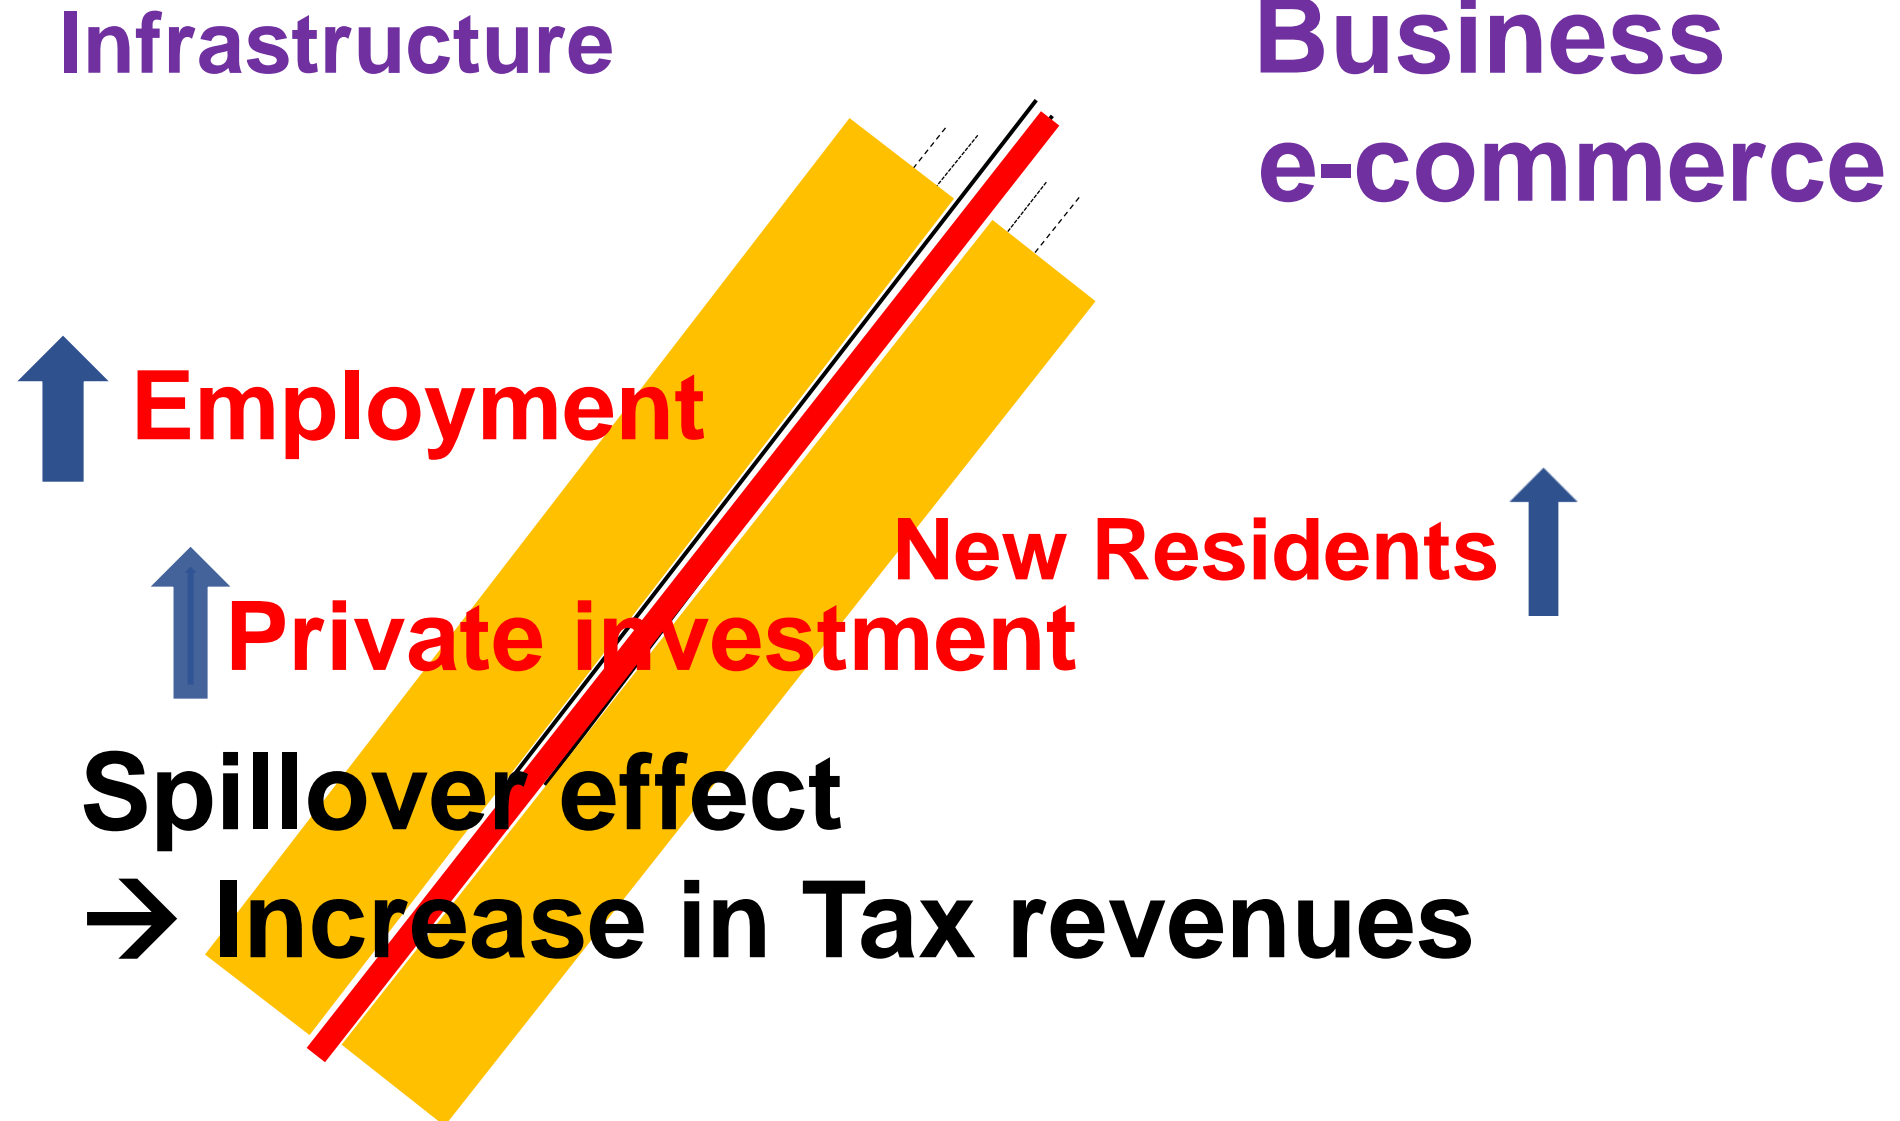 Infrastructure
Business
e-commerce
Employment
New Residents
Private investment
Spillover effect
→ Increase in Tax revenues